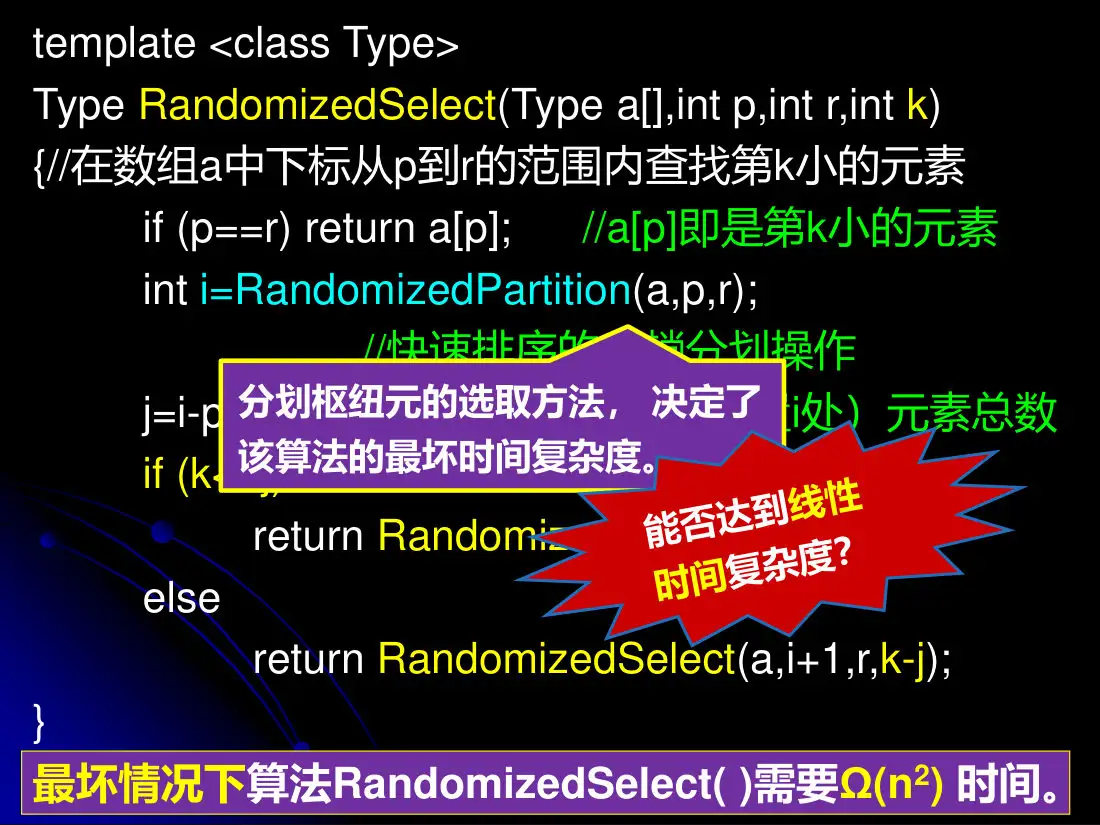 template <class Type>
Type RandomizedSelect(Type a[],int p,int r,int k)
{//在数组a中下标从p到r的范围内查找第k小的元素
if (p==r) return a[p]; //a[p]即是第k小的元素
int i=RandomizedPartition(a,p,r);
//快速排序的 分划操作
分划枢纽元的选取方法， 决定了
该算法的最坏时间复杂度。
j=i-p i处）元素总数
if (k
能否达到线性
时间复杂度?
return Randomiz
else
return RandomizedSelect(a,i+1,r,k-j);
}
最坏情况下算法RandomizedSelect( )需要Ω(n²) 时间。